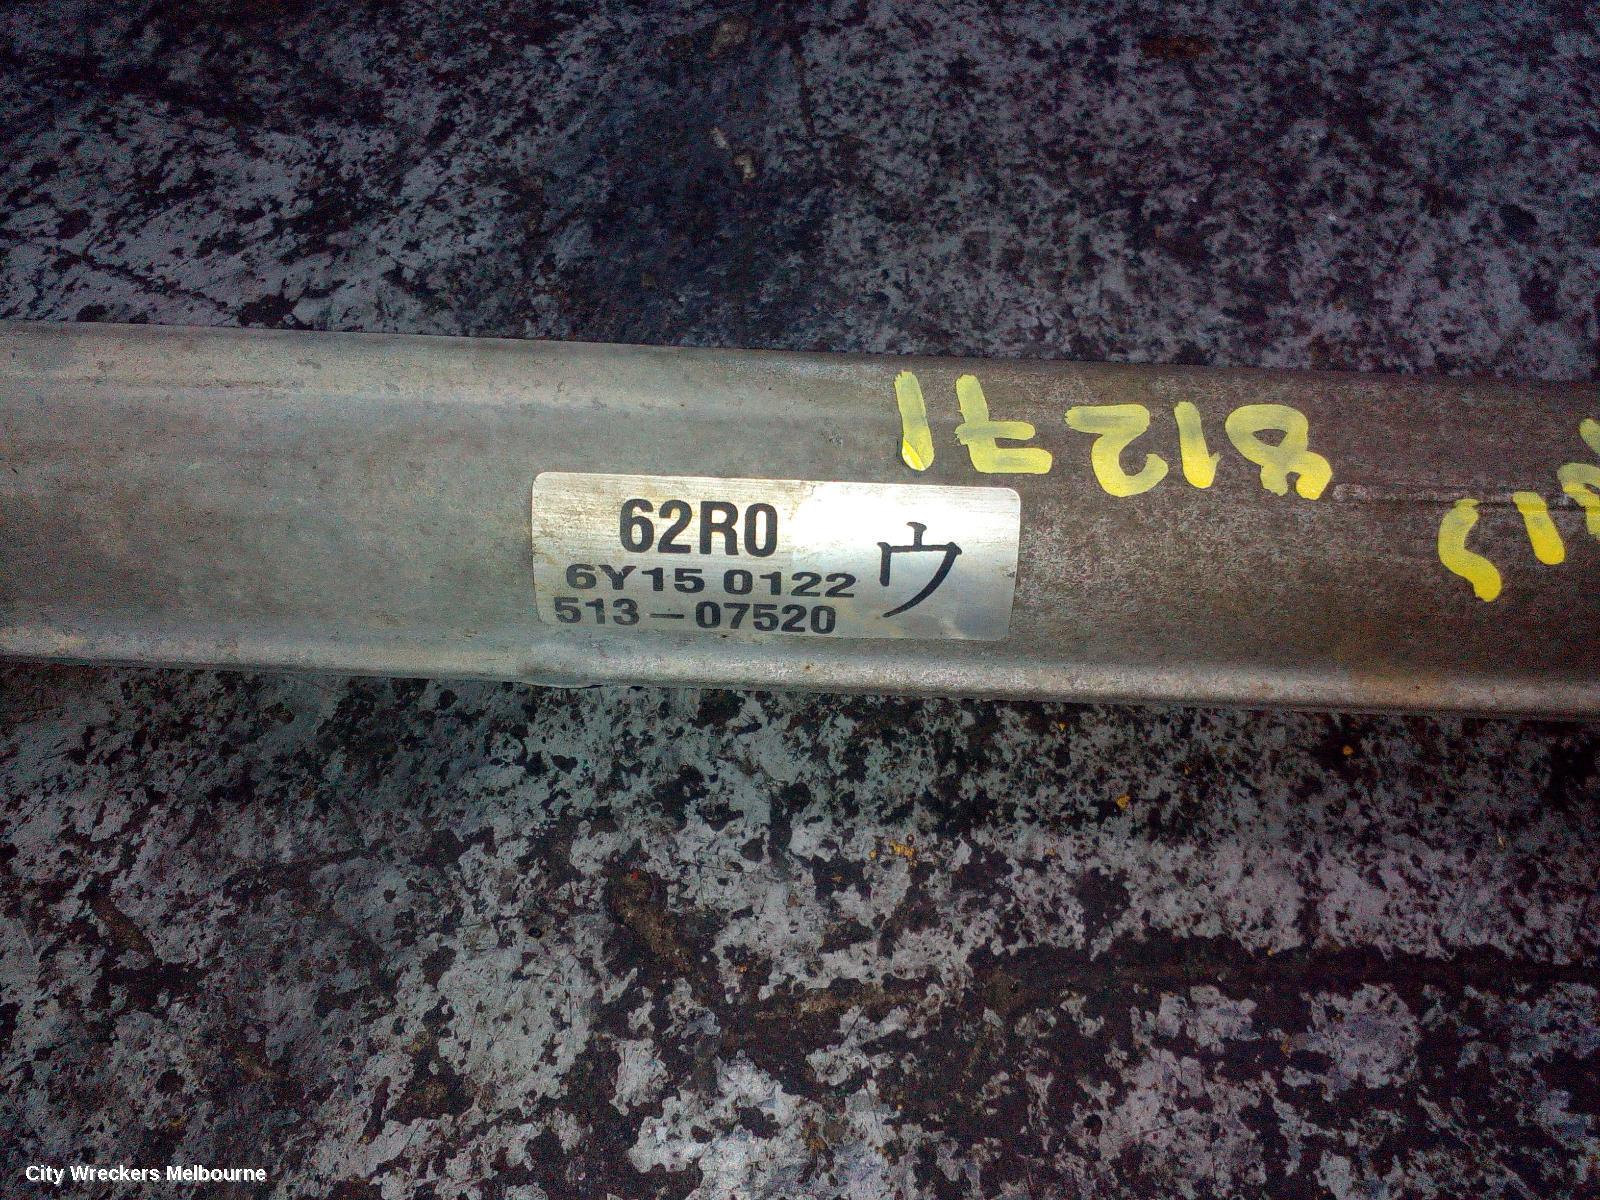 81271
62R0
ウ
6Y15 0122
513-07520
City Wreckers Melbourne